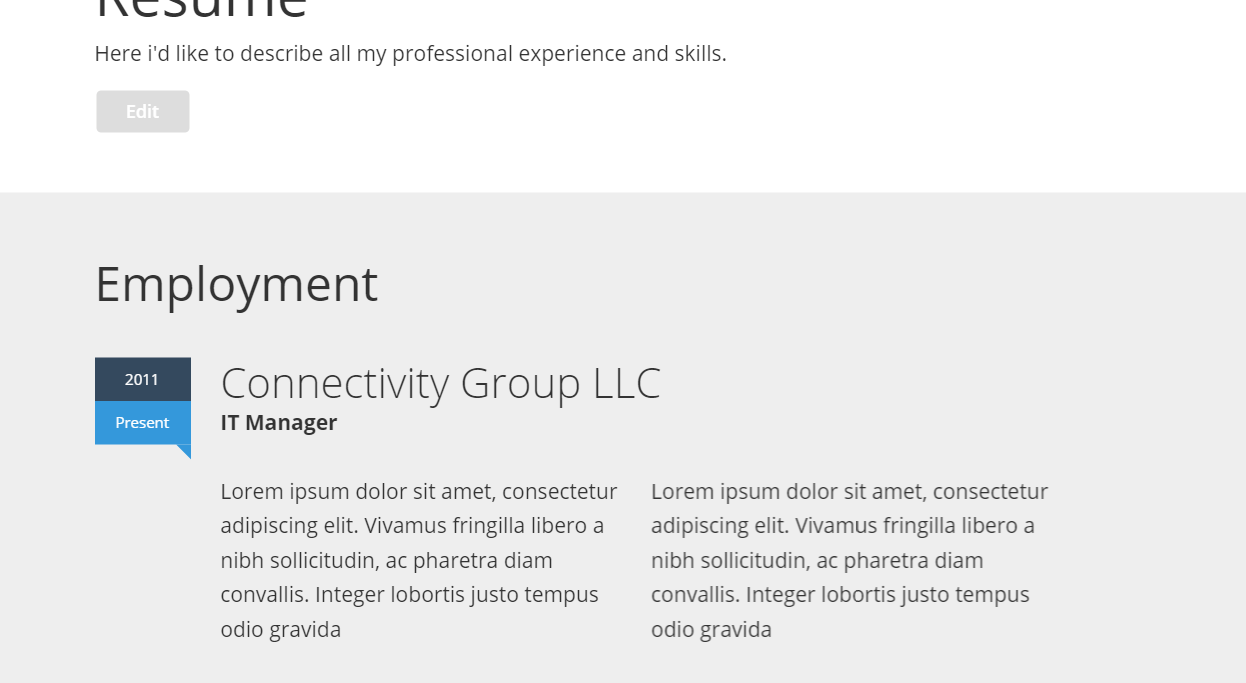 Resume
Here i'd like to describe all my professional experience and skills.
Edit
Employment
2011
Present
Connectivity Group LLC
IT Manager
Lorem ipsum dolor sit amet, consectetur
adipiscing elit. Vivamus fringilla libero a
nibh sollicitudin, ac pharetra diam
convallis. Integer lobortis justo tempus
odio gravida
Lorem ipsum dolor sit amet, consectetur
adipiscing elit. Vivamus fringilla libero a
nibh sollicitudin, ac pharetra diam
convallis. Integer lobortis justo tempus
odio gravida